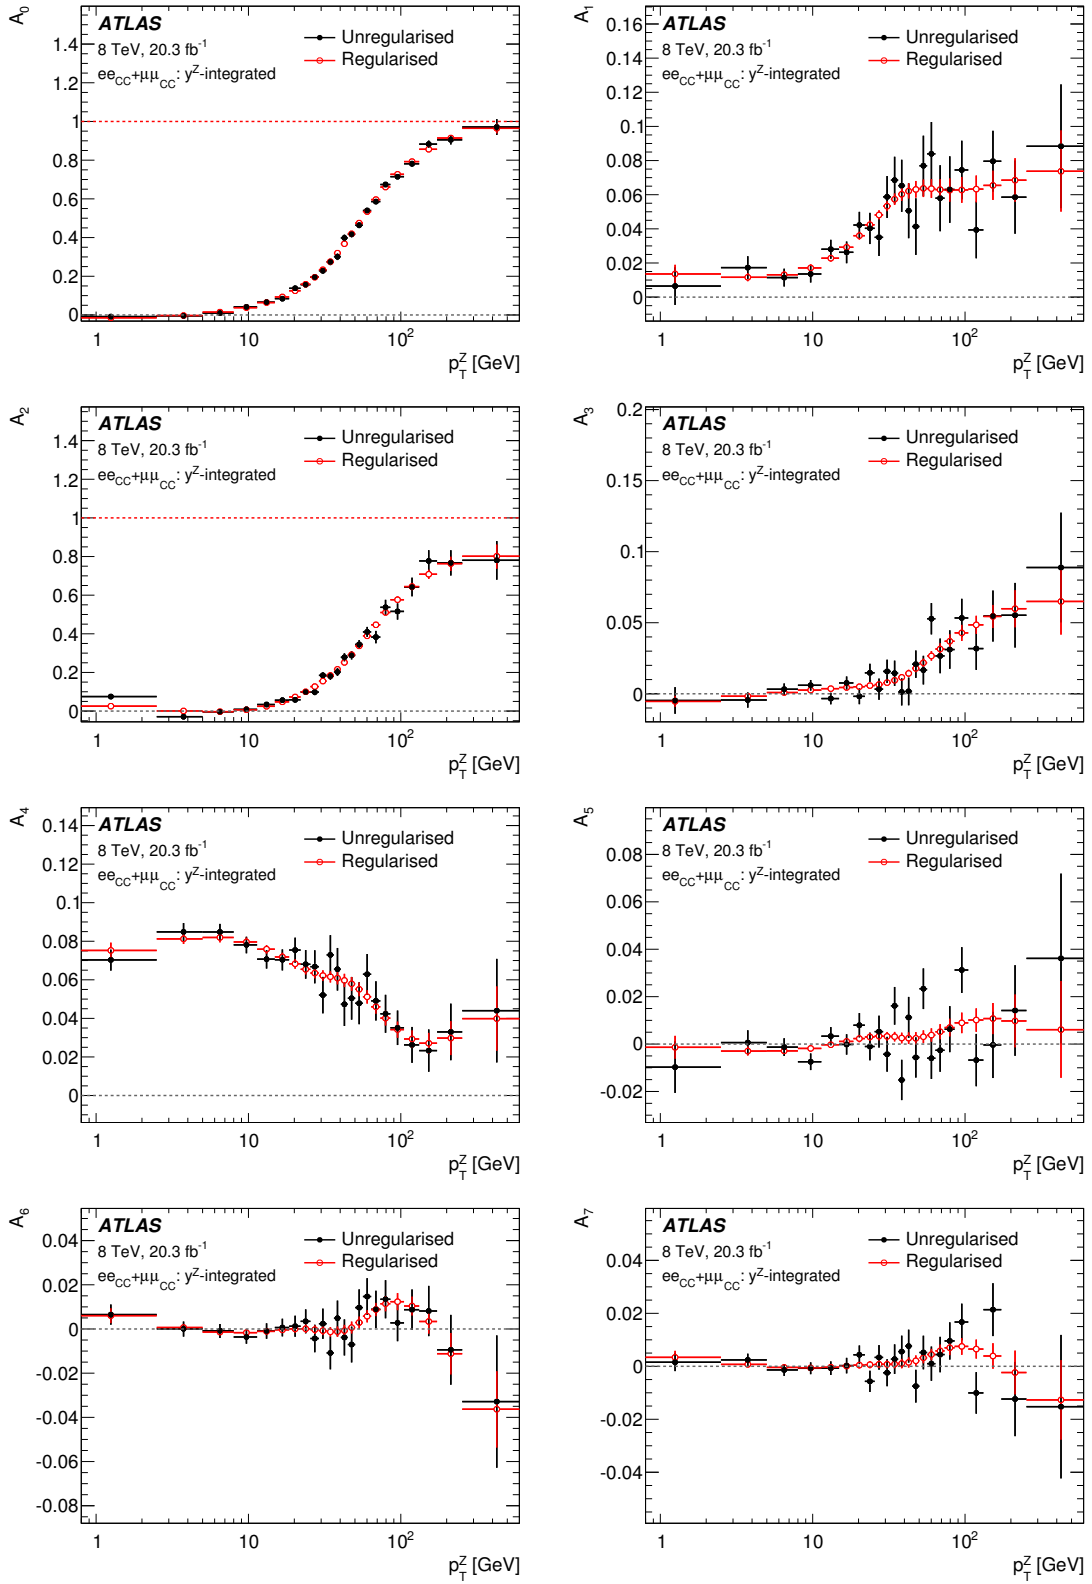 A0
ATLAS
8 TeV, 20.3 fb-1
eeCC+μμCC: yZ-integrated
Unregularised
Regularised
1.4
1.2
1
0.8
0.6
0.4
0.2
0
1 10 10²
pTZ [GeV]
A1
ATLAS
8 TeV, 20.3 fb-1
eeCC+μμCC: yZ-integrated
Unregularised
Regularised
0.16
0.14
0.12
0.1
0.08
0.06
0.04
0.02
0
1 10 10²
pTZ [GeV]
A2
ATLAS
8 TeV, 20.3 fb-1
eeCC+μμCC: yZ-integrated
Unregularised
Regularised
1.4
1.2
1
0.8
0.6
0.4
0.2
0
1 10 10²
pTZ [GeV]
A3
ATLAS
8 TeV, 20.3 fb-1
eeCC+μμCC: yZ-integrated
Unregularised
Regularised
0.2
0.15
0.1
0.05
0
1 10 10²
pTZ [GeV]
A4
ATLAS
8 TeV, 20.3 fb-1
eeCC+μμCC: yZ-integrated
Unregularised
Regularised
0.14
0.12
0.1
0.08
0.06
0.04
0.02
0
1 10 10²
pTZ [GeV]
A5
ATLAS
8 TeV, 20.3 fb-1
eeCC+μμCC: yZ-integrated
Unregularised
Regularised
0.08
0.06
0.04
0.02
0
-0.02
1 10 10²
pTZ [GeV]
A6
ATLAS
8 TeV, 20.3 fb-1
eeCC+μμCC: yZ-integrated
Unregularised
Regularised
0.04
0.02
0
-0.02
-0.04
-0.06
-0.08
1 10 10²
pTZ [GeV]
A7
ATLAS
8 TeV, 20.3 fb-1
eeCC+μμCC: yZ-integrated
Unregularised
Regularised
0.04
0.02
0
-0.02
-0.04
1 10 10²
pTZ [GeV]